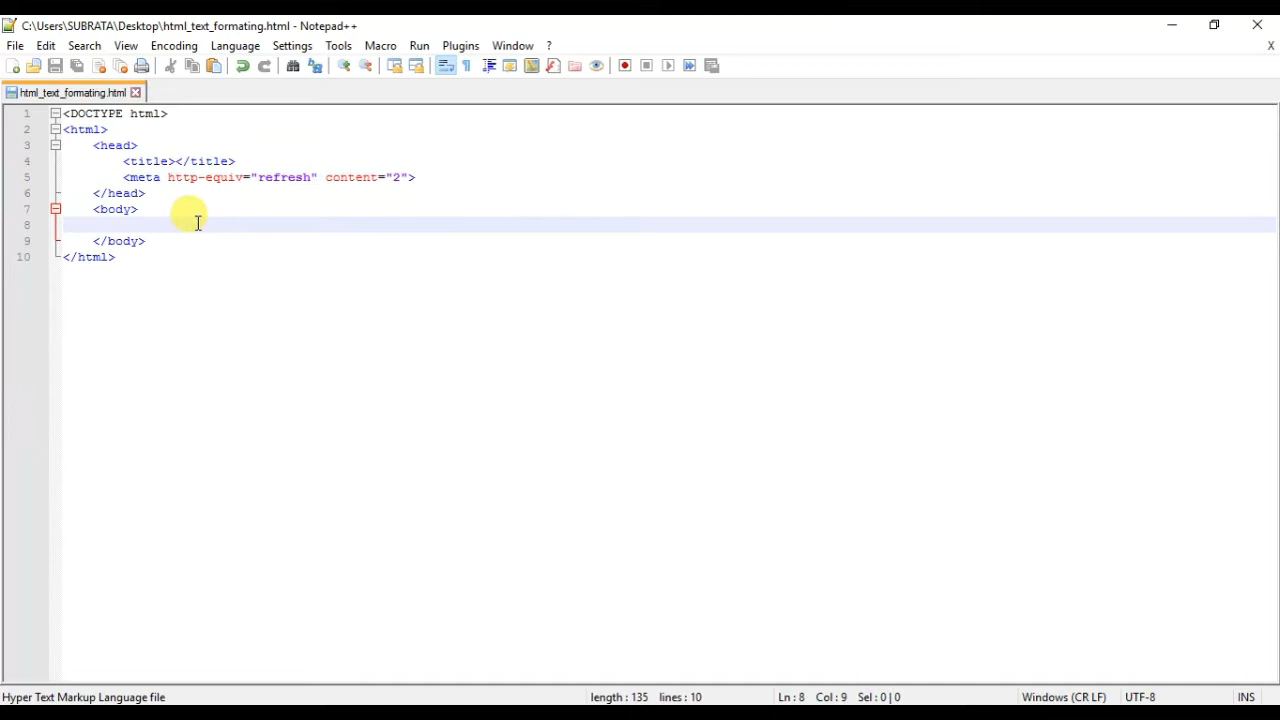 C:\Users\SUBRATA\Desktop\html_text_formating.html - Notepad++
File Edit Search View Encoding Language Settings Tools Macro Run Plugins Window ? X
html_text_formating.html
1 <DOCTYPE html>
2 <html>
3 <head>
4 <title></title>
5 <meta http-equiv="refresh" content="2">
6 </head>
7 <body>
8
9 </body>
10 </html>
Hyper Text Markup Language file length : 135 lines : 10 Ln : 8 Col : 9 Sel : 0 | 0 Windows (CR LF) UTF-8 INS